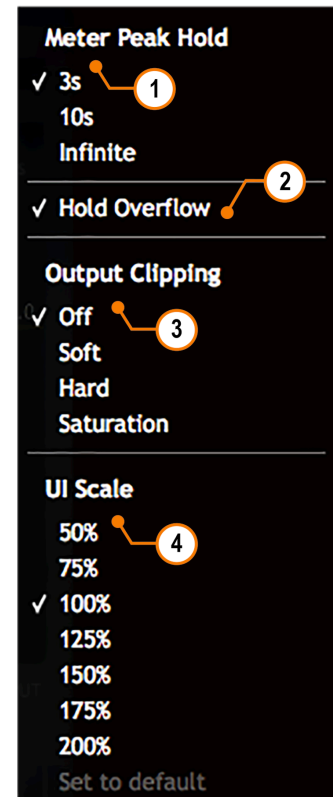 Meter Peak Hold
✓ 3s
1
10s
Infinite
2
✓ Hold Overflow
Output Clipping
✓ Off
3
Soft
Hard
Saturation
UI Scale
50%
4
75%
✓ 100%
125%
150%
175%
200%
Set to default